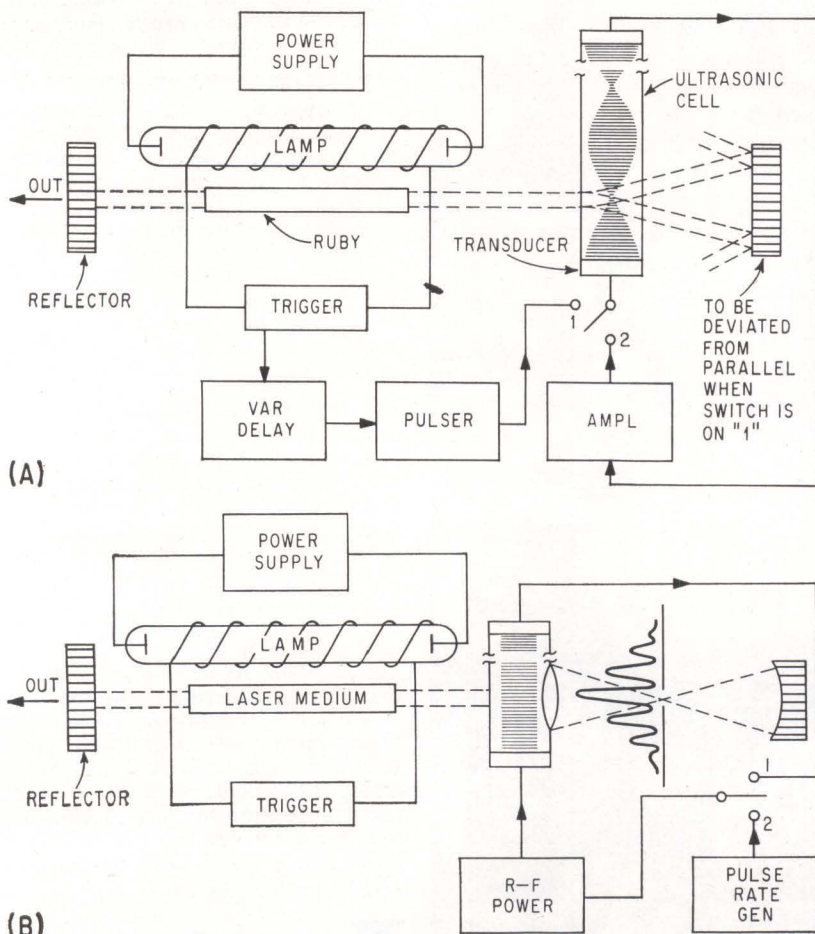 POWER
SUPPLY
ULTRASONIC
CELL
LAMP
OUT
RUBY
TRANSDUCER
REFLECTOR
TRIGGER
1
2
TO BE
DEVIATED
FROM
PARALLEL
WHEN
SWITCH IS
ON "1"
VAR
DELAY
PULSER
AMPL
(A)
POWER
SUPPLY
LAMP
OUT
LASER MEDIUM
REFLECTOR
TRIGGER
1
2
R-F
POWER
PULSE
RATE
GEN
(B)